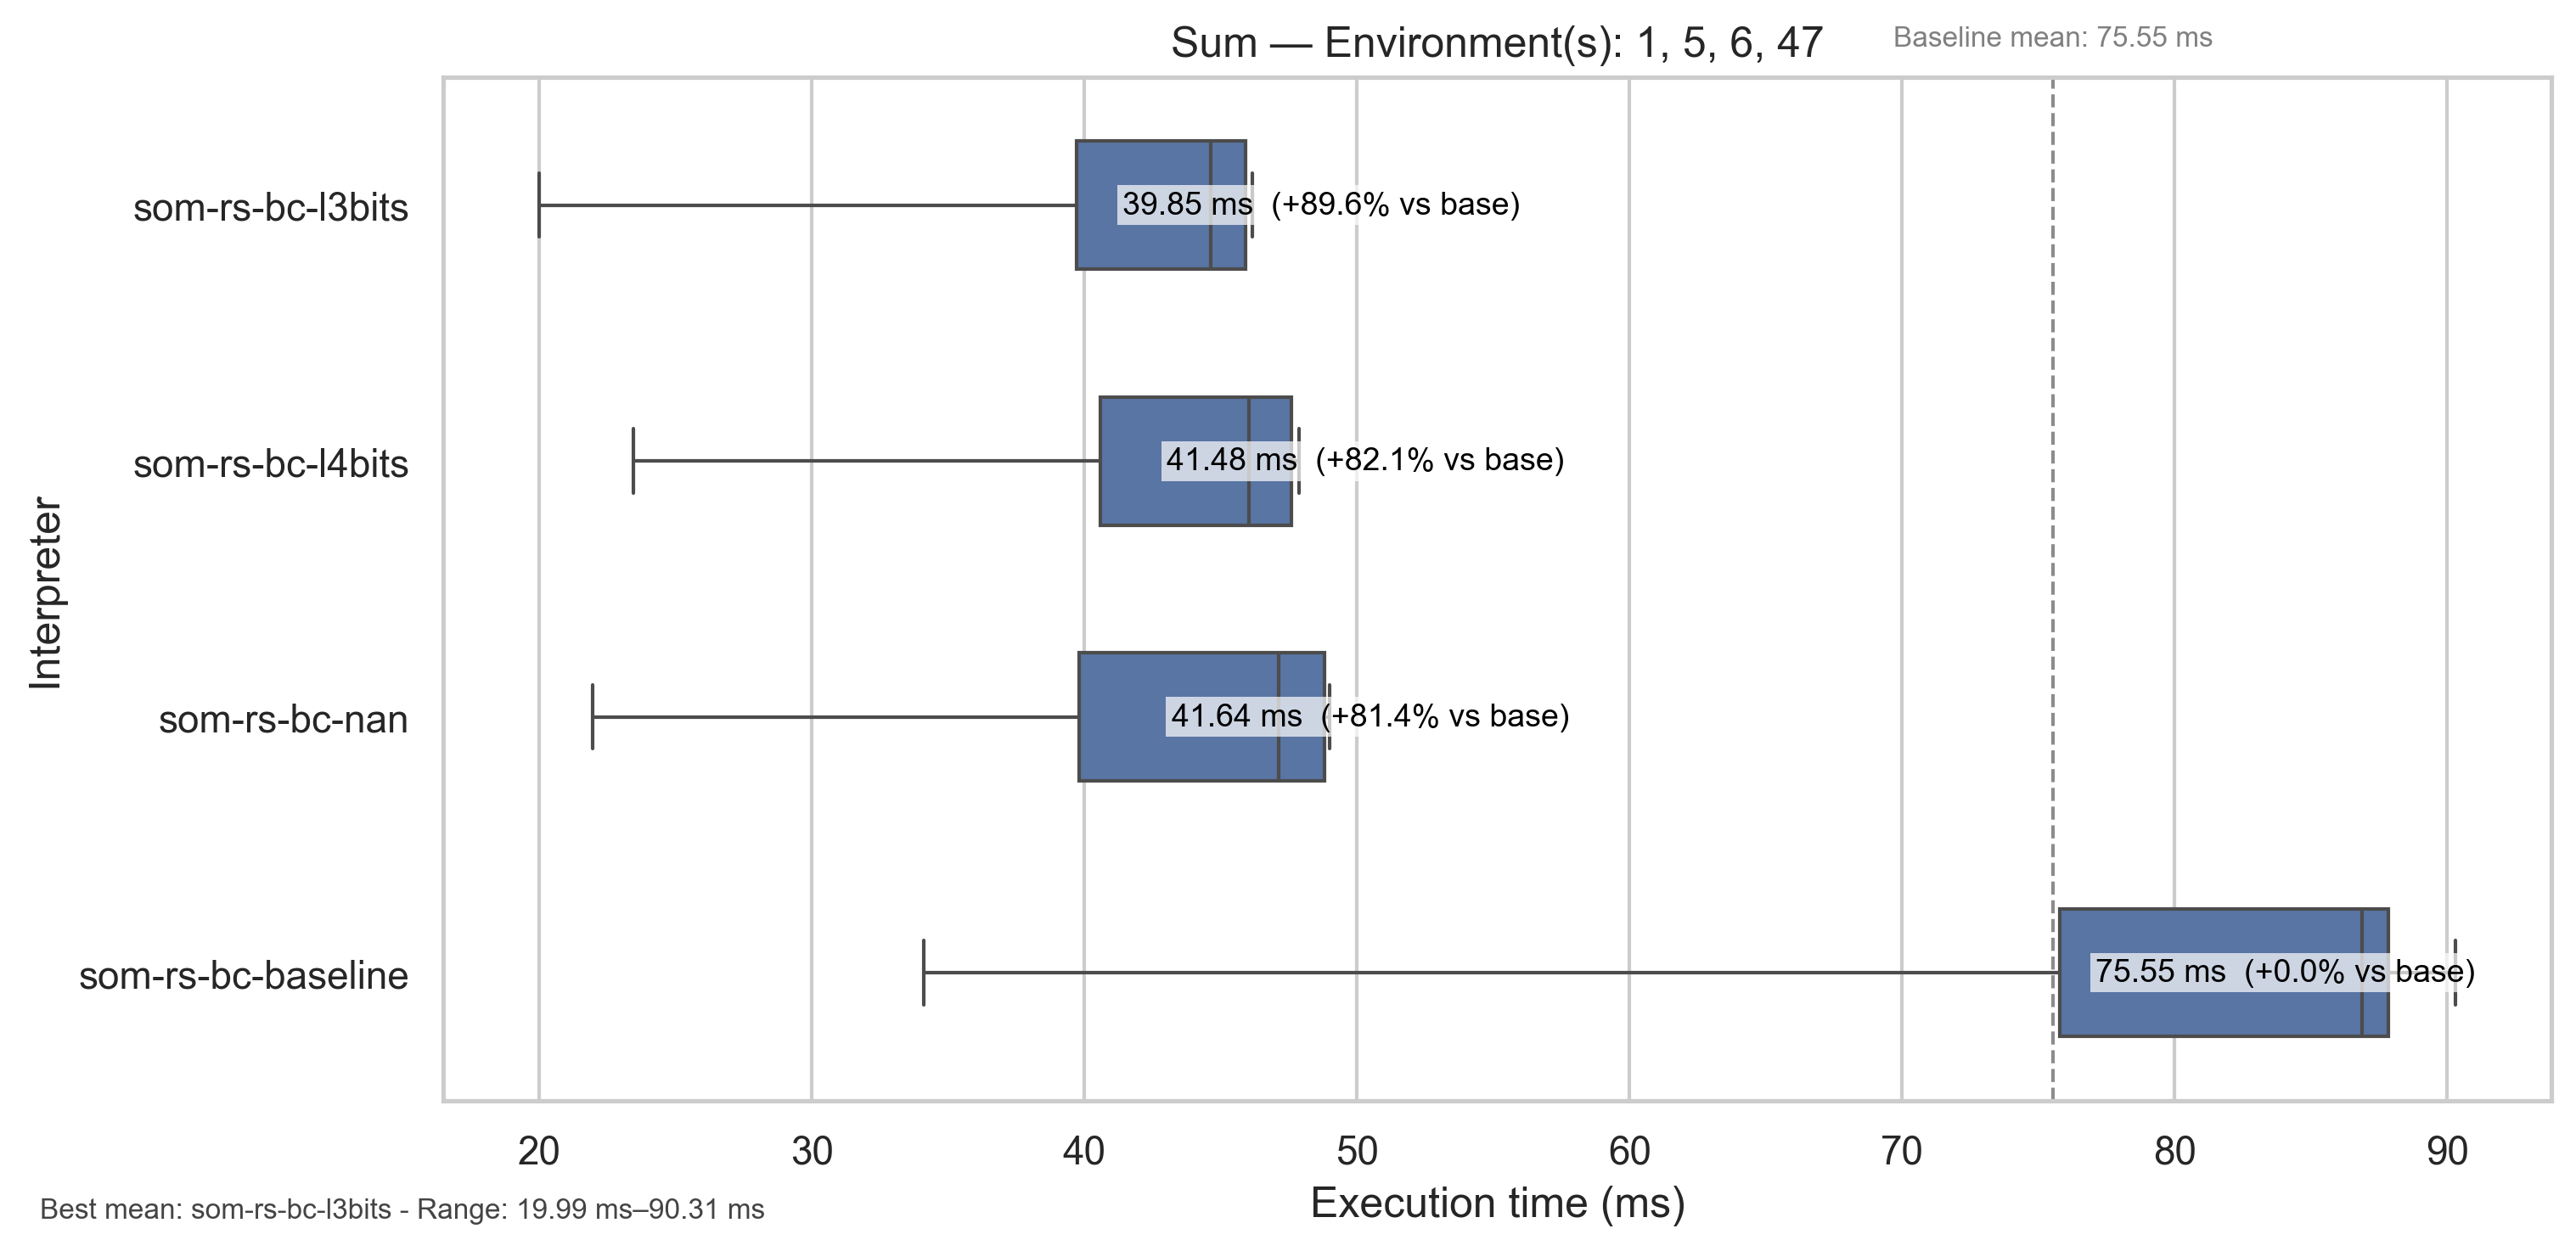 Sum — Environment(s): 1, 5, 6, 47
Baseline mean: 75.55 ms
som-rs-bc-l3bits
39.85 ms (+89.6% vs base)
som-rs-bc-l4bits
41.48 ms (+82.1% vs base)
Interpreter
som-rs-bc-nan
41.64 ms (+81.4% vs base)
som-rs-bc-baseline
75.55 ms (+0.0% vs base)
20 30 40 50 60 70 80 90
Execution time (ms)
Best mean: som-rs-bc-l3bits - Range: 19.99 ms–90.31 ms